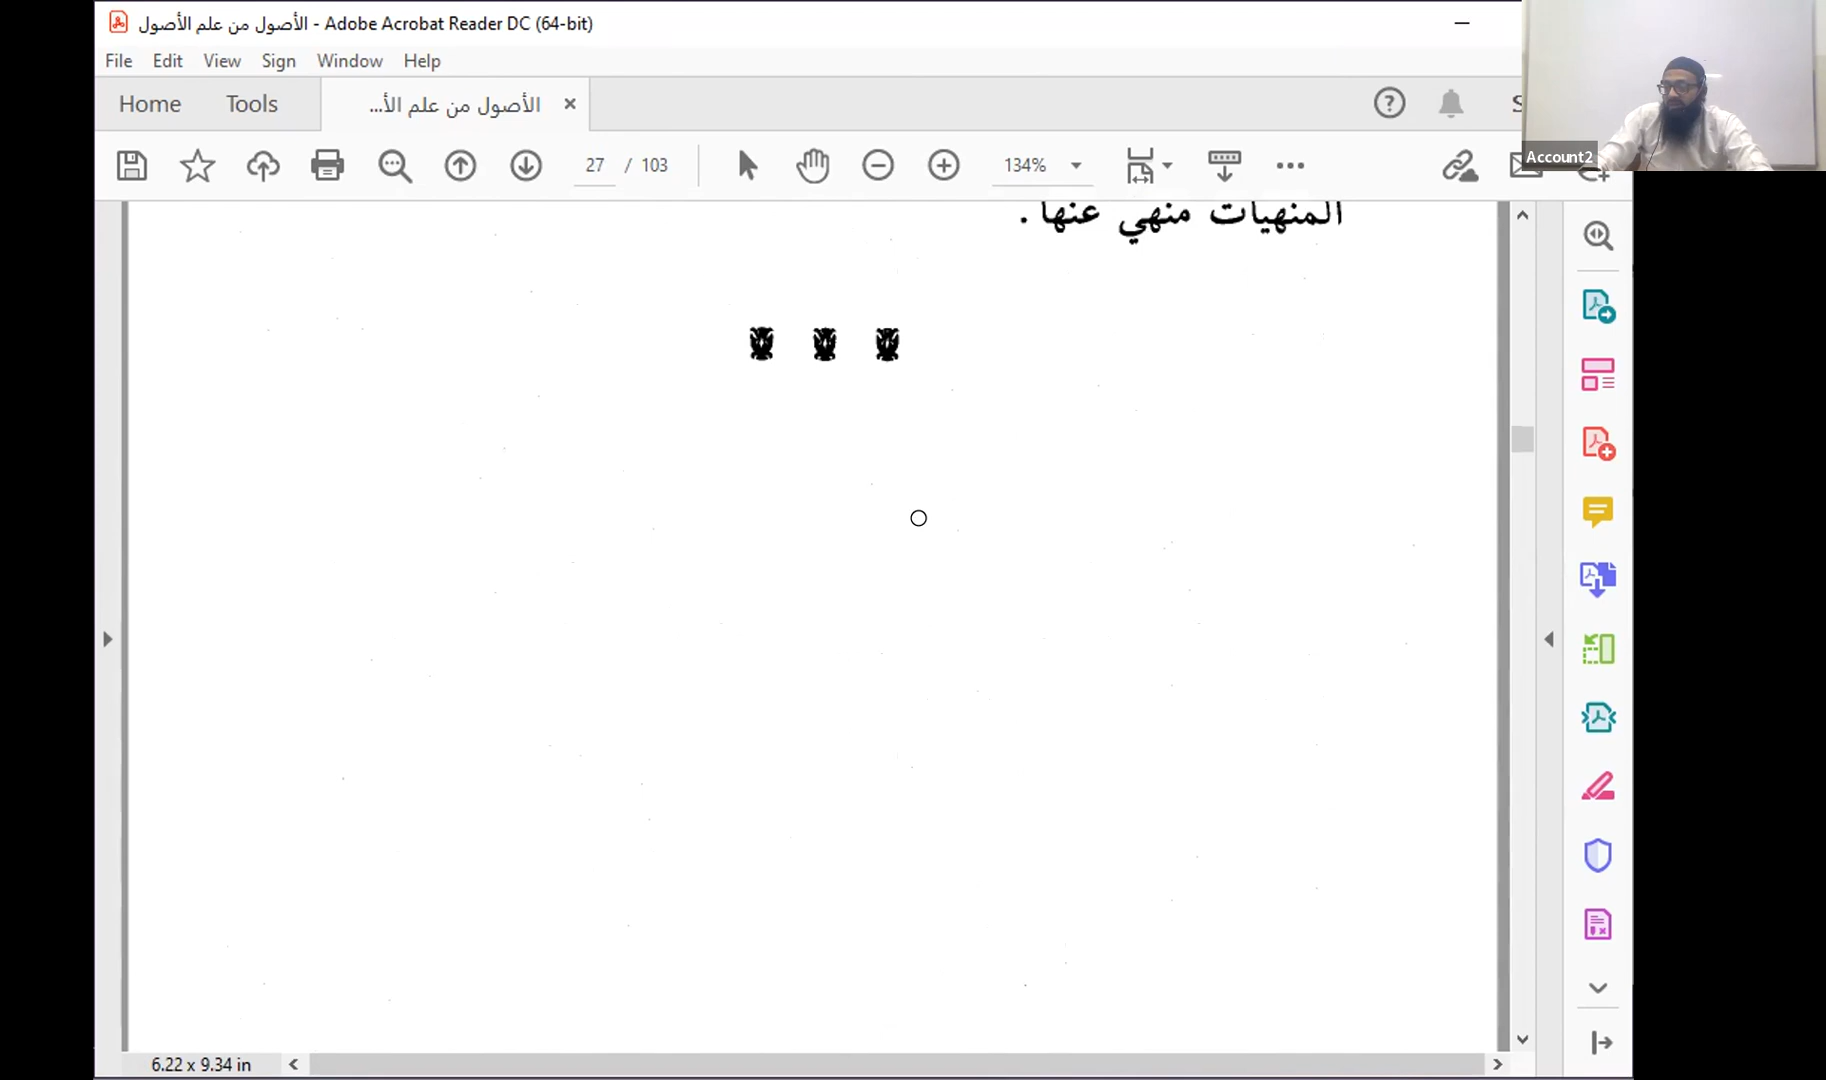 الأصول من علم الأصول - Adobe Acrobat Reader DC (64-bit)
File Edit View Sign Window Help
Home Tools الأصول من علم الأ... S
27 / 103 134%
Account2
المنهيات منهي عنها .
6.22 x 9.34 in